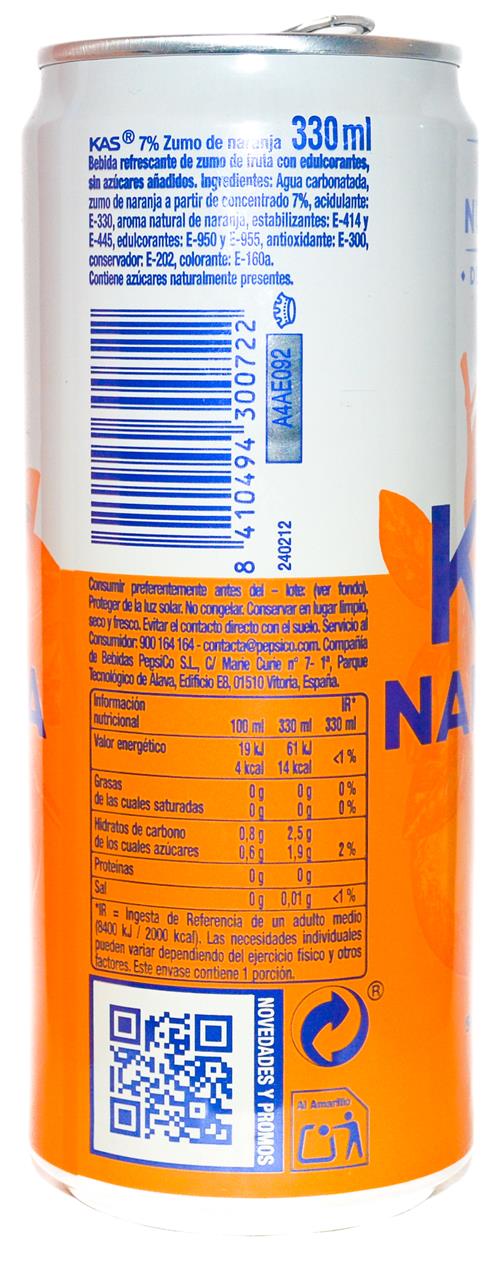 KAS® 7% Zumo de naranja 330 ml
Bebida refrescante de zumo de fruta con edulcorantes,
sin azúcares añadidos. Ingredientes: Agua carbonatada,
zumo de naranja a partir de concentrado 7%, acidulante:
E-330, aroma natural de naranja, estabilizantes: E-414 y
E-445, edulcorantes: E-950 y E-955, antioxidante: E-300,
conservador: E-202, colorante: E-160a.
Contiene azúcares naturalmente presentes.
8 410494 300722
A4AE092
240212
Consumir preferentemente antes del - lote: (ver fondo).
Proteger de la luz solar. No congelar. Conservar en lugar limpio,
seco y fresco. Evitar el contacto directo con el suelo. Servicio al
Consumidor: 900 164 164 - contacta@pepsico.com. Compañía
de Bebidas PepsiCo S.L., C/ Marie Curie nº 7- 1ª, Parque
Tecnológico de Álava, Edificio E8, 01510 Vitoria, España.
Información nutricional 100 ml 330 ml IR* 330 ml
Valor energético 19 kJ 61 kJ <1%
4 kcal 14 kcal
Grasas 0 g 0 g 0%
de las cuales saturadas 0 g 0 g 0%
Hidratos de carbono 0,8 g 2,5 g
de los cuales azúcares 0,6 g 1,9 g 2%
Proteínas 0 g 0 g
Sal 0 g 0,01 g <1%
*IR = Ingesta de Referencia de un adulto medio
(8400 kJ / 2000 kcal). Las necesidades individuales
pueden variar dependiendo del ejercicio físico y otros
factores. Este envase contiene 1 porción.
NOVEDADES Y PROMOS
®
Al Amarillo
K
NA
A